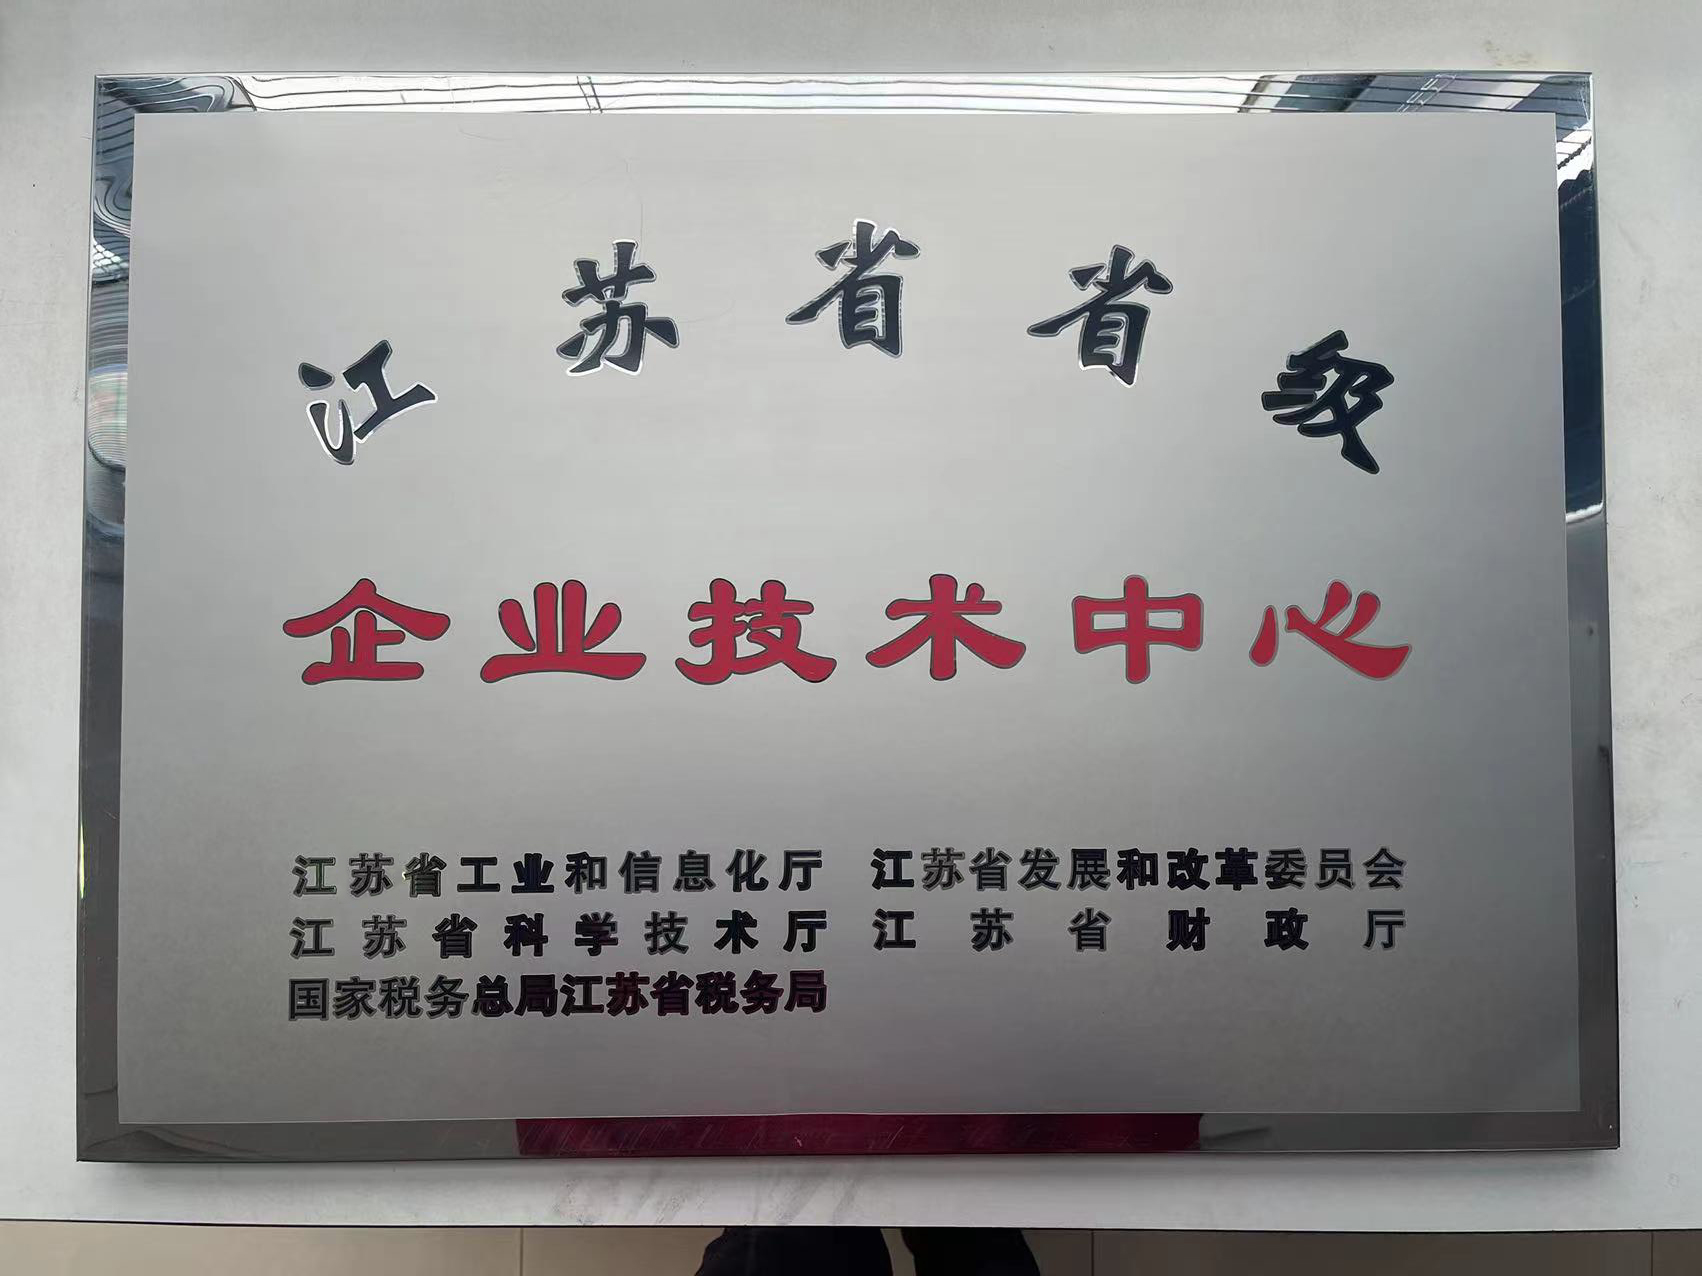 江苏省省级
企业技术中心
江苏省工业和信息化厅 江苏省发展和改革委员会
江苏省科学技术厅 江苏省财政厅
国家税务总局江苏省税务局